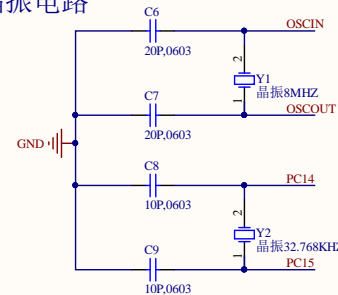 振电路
C6
OSCIN
20P,0603
2
Y1
晶振8MHZ
1
C7
OSCOUT
20P,0603
GND
C8
PC14
10P,0603
2
Y2
晶振32.768KHZ
1
C9
PC15
10P,0603